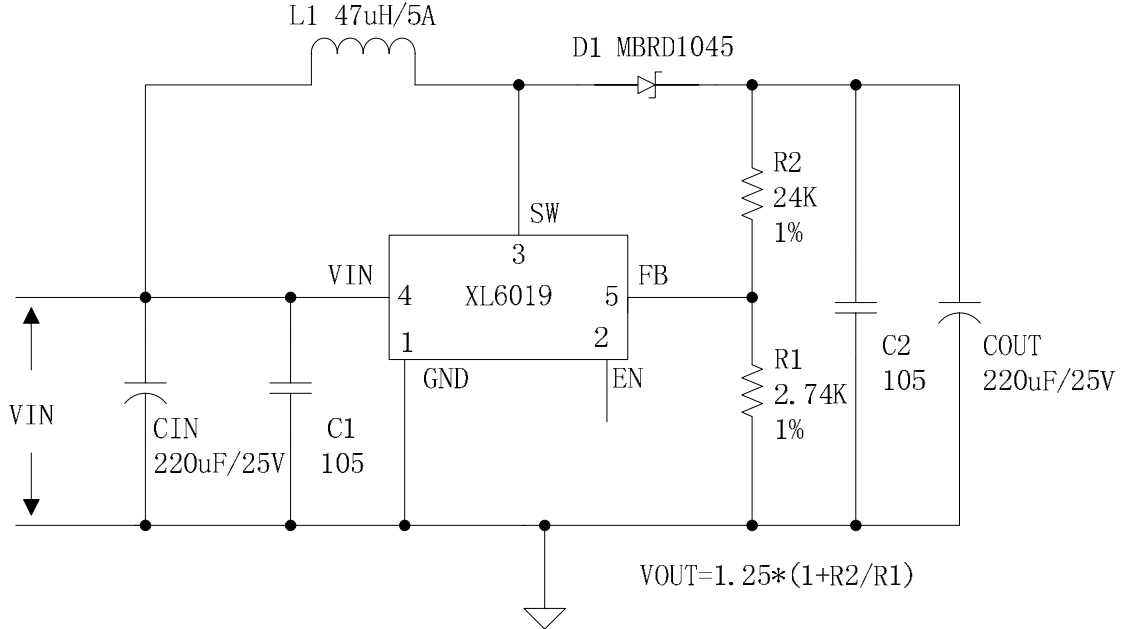 L1 47uH/5A
D1 MBRD1045
R2
24K
1%
SW
3
VIN
4
XL6019
5
FB
1
2
GND
EN
R1
2.74K
1%
C2
105
COUT
220uF/25V
VIN
CIN
220uF/25V
C1
105
VOUT=1.25*(1+R2/R1)